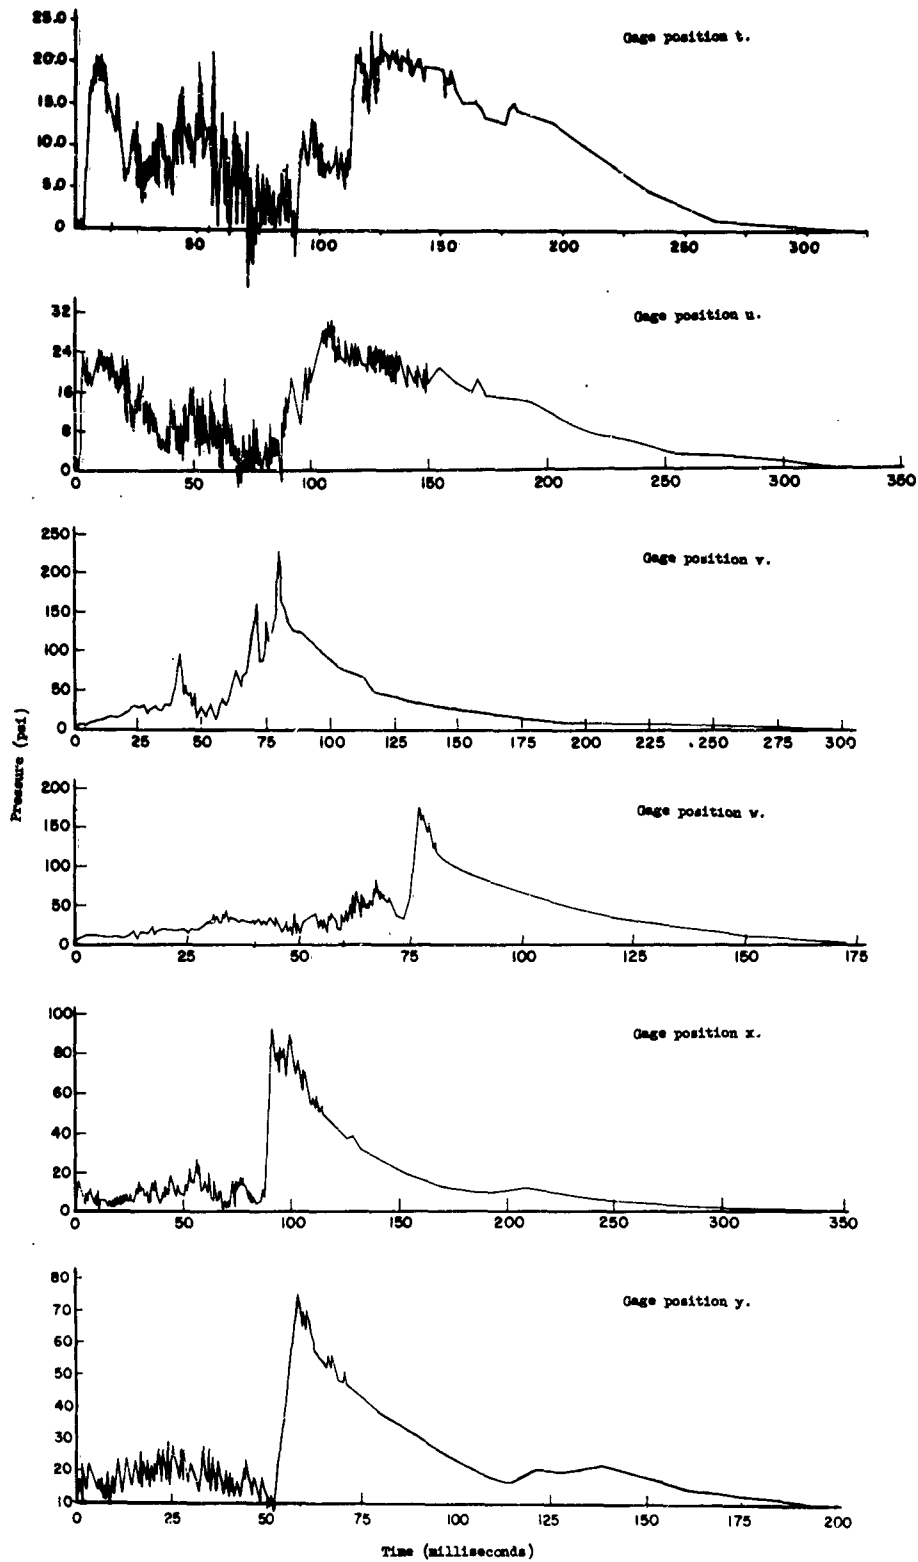 25.0
Gage position t.
20.0
15.0
10.0
5.0
0
50 100 150 200 250 300
32
Gage position u.
24
16
8
0
0 50 100 150 200 250 300 350
250
Gage position v.
200
150
100
50
0
0 25 50 75 100 125 150 175 200 225 250 275 300
Pressure (psi)
200
Gage position w.
150
100
50
0
0 25 50 75 100 125 150 175
100
Gage position x.
80
60
40
20
0
0 50 100 150 200 250 300 350
80
Gage position y.
70
60
50
40
30
20
10
0 25 50 75 100 125 150 175 200
Time (milliseconds)